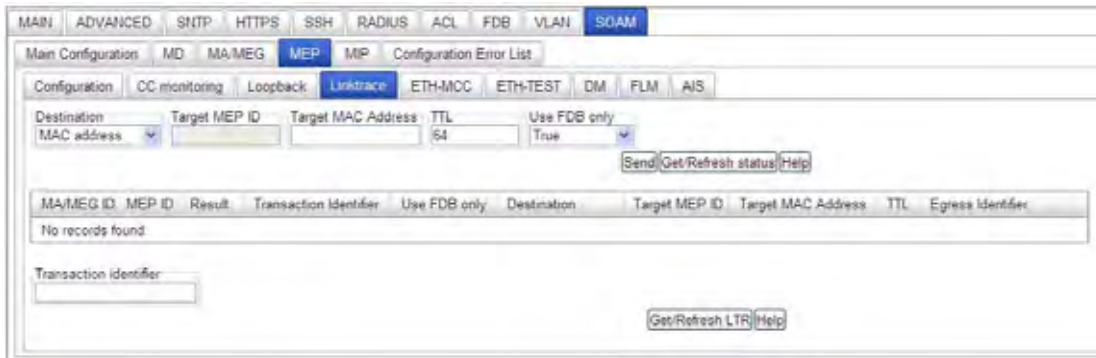 MAIN ADVANCED SNTP HTTPS SSH RADIUS ACL FDB VLAN SOAM
Main Configuration MD MA/MEG MEP MIP Configuration Error List
Configuration CC monitoring Loopback Linktrace ETH-MCC ETH-TEST DM FLM AIS
Destination Target MEP ID Target MAC Address TTL Use FDB only
MAC address 64 True
Send Get/Refresh status Help
MA/MEG ID MEP ID Result Transaction Identifier Use FDB only Destination Target MEP ID Target MAC Address TTL Egress Identifier
No records found
Transaction identifier
Get/Refresh LTR Help